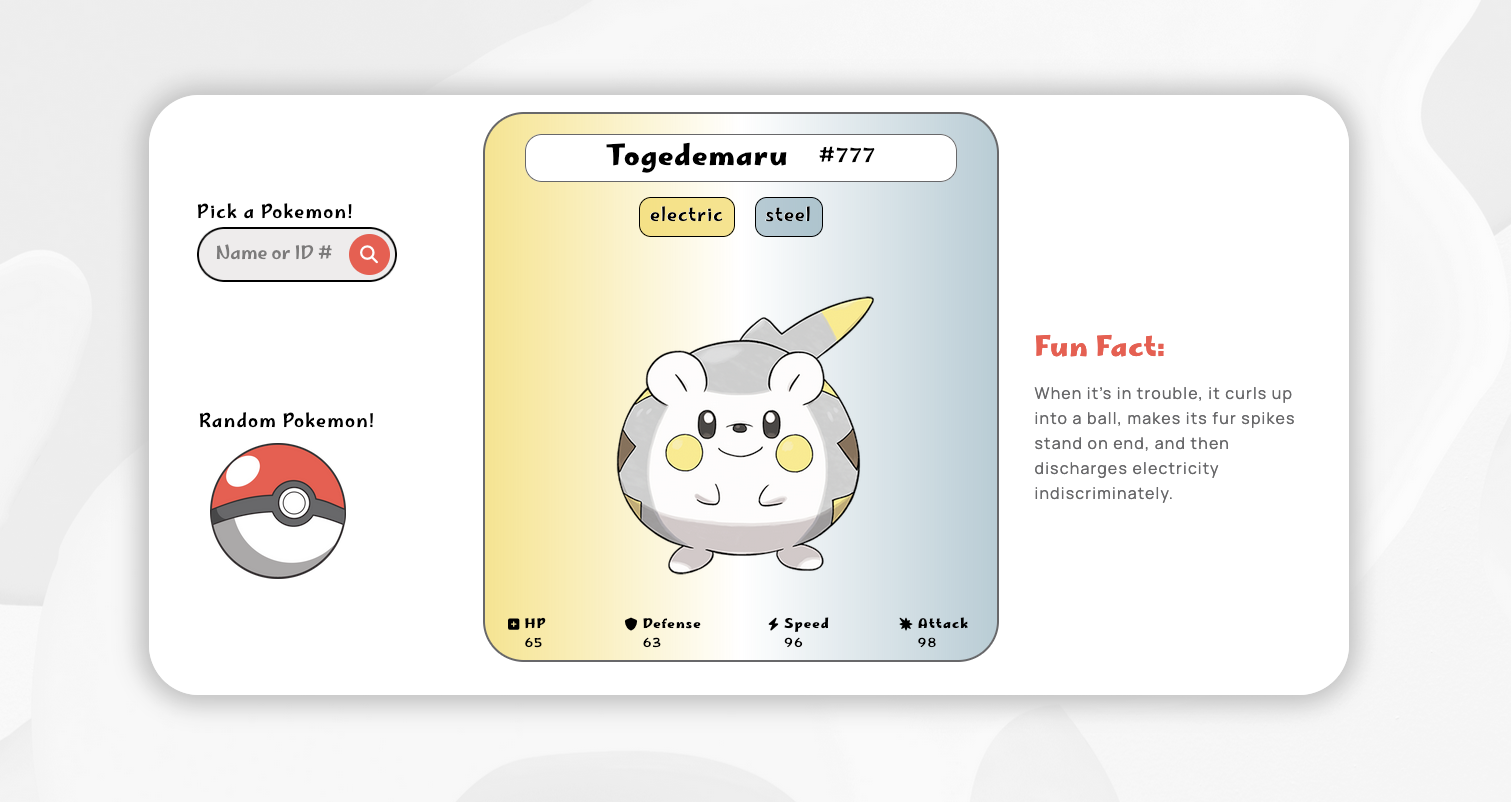 Pick a Pokemon!
Name or ID #
Random Pokemon!
Togedemaru #777
electric steel
HP Defense Speed Attack
65 63 96 98
Fun Fact:
When it's in trouble, it curls up
into a ball, makes its fur spikes
stand on end, and then
discharges electricity
indiscriminately.